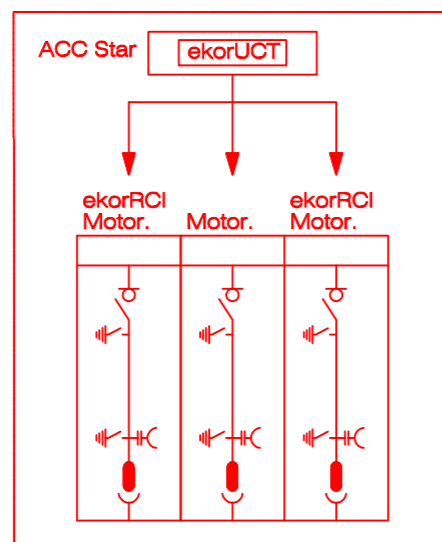 ACC Star
ekorUCT
ekorRCI
Motor.
Motor.
ekorRCI
Motor.